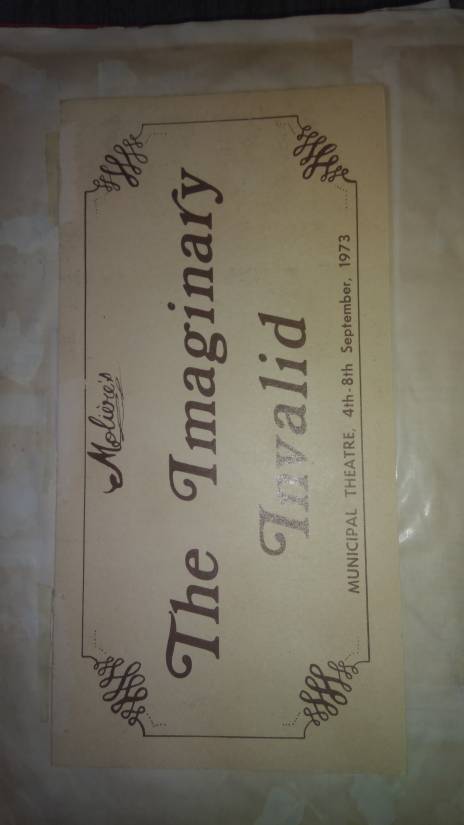 Molière's
The Imaginary
Invalid
MUNICIPAL THEATRE, 4th-8th September, 1973